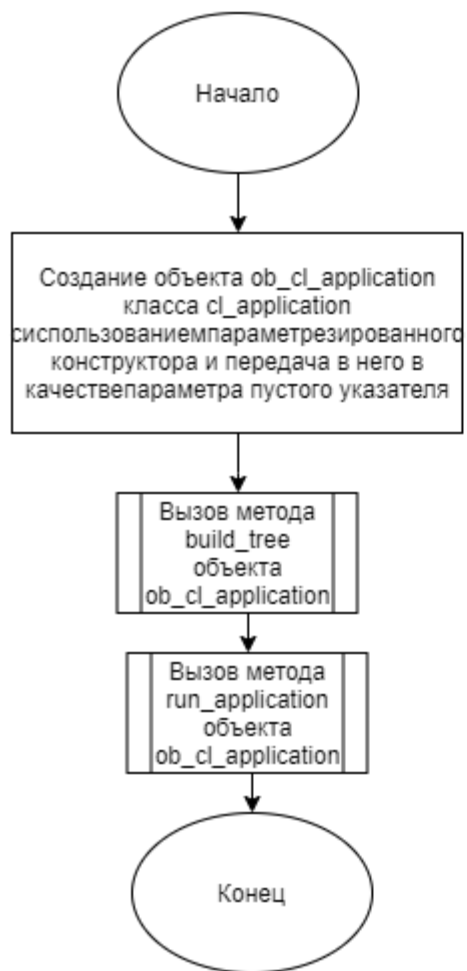 Начало
Создание объекта ob_cl_application
класса cl_application
сиспользованиемпараметрезированного
конструктора и передача в него в
качествепараметра пустого указателя
Вызов метода
build_tree
объекта
ob_cl_application
Вызов метода
run_application
объекта
ob_cl_application
Конец